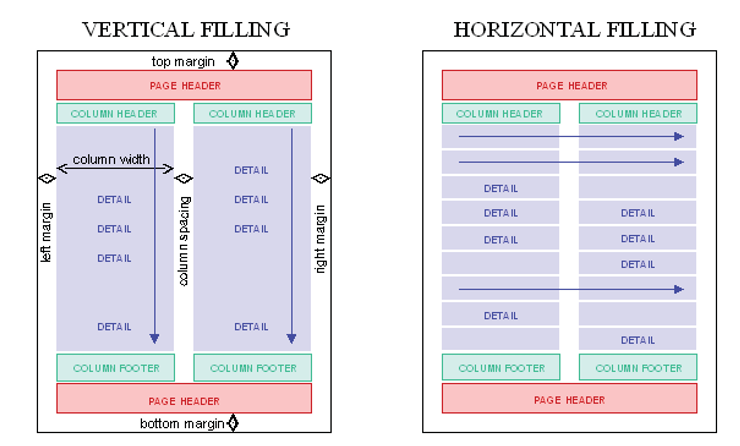 VERTICAL FILLING
top margin
PAGE HEADER
COLUMN HEADER COLUMN HEADER
column width
DETAIL
DETAIL DETAIL
DETAIL DETAIL
DETAIL
left margin
column spacing
right margin
DETAIL DETAIL
COLUMN FOOTER COLUMN FOOTER
PAGE HEADER
bottom margin
HORIZONTAL FILLING
PAGE HEADER
COLUMN HEADER COLUMN HEADER
DETAIL
DETAIL DETAIL
DETAIL DETAIL
DETAIL
DETAIL
DETAIL
COLUMN FOOTER COLUMN FOOTER
PAGE HEADER